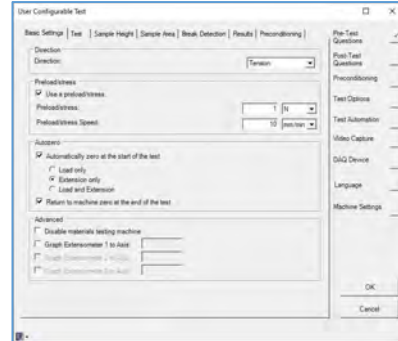 User Configurable Test
Basic Settings | Test | Sample Height | Sample Area | Break Detection | Results | Preconditioning
Direction
Direction: Tension
Preload/stress
Use a preload/stress:
Preload/stress: 1 N
Preload/stress Speed: 10 mm/min
Autozero
Automatically zero at the start of the test
Load only
Extension only
Load and Extension
Return to machine zero at the end of the test
Advanced
Disable materials testing machine
Graph Extensometer 1 to Axis:
Pre-Test
Questions
Post-Test
Questions
Preconditioning
Test Options
Test Automation
Video Capture
DAQ Device
Language
Machine Settings
OK
Cancel